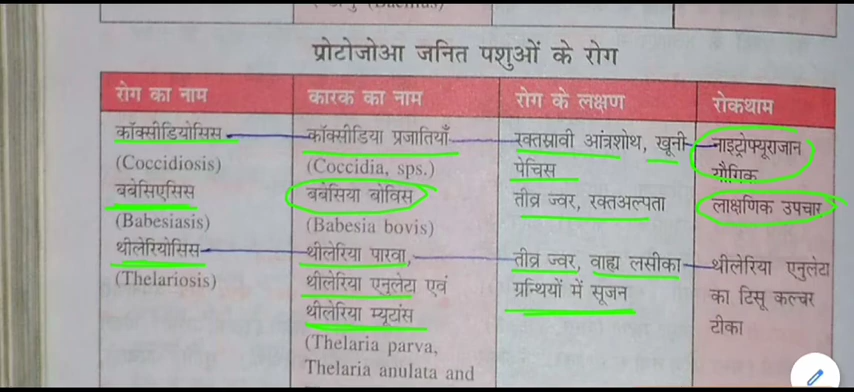 (Bacillus)
प्रोटोजोआ जनित पशुओं के रोग
रोग का नाम कारक का नाम रोग के लक्षण रोकथाम
कॉक्सीडियोसिस कॉक्सीडिया प्रजातियाँ रक्तस्रावी आंत्रशोथ, खूनी नाइट्रोफ्यूराजान
(Coccidiosis) (Coccidia, sps.) पेचिस यौगिक
बबेसिएसिस बबेसिया बोविस तीव्र ज्वर, रक्तअल्पता लाक्षणिक उपचार
(Babesiasis) (Babesia bovis)
थीलेरियोसिस थीलेरिया पारवा, तीव्र ज्वर, वाह्य लसीका थीलेरिया एनुलेटा
(Thelariosis) थीलेरिया एनुलेटा एवं ग्रन्थियों में सूजन का टिसू कल्चर
थीलेरिया म्यूटांस टीका
(Thelaria parva,
Thelaria anulata and